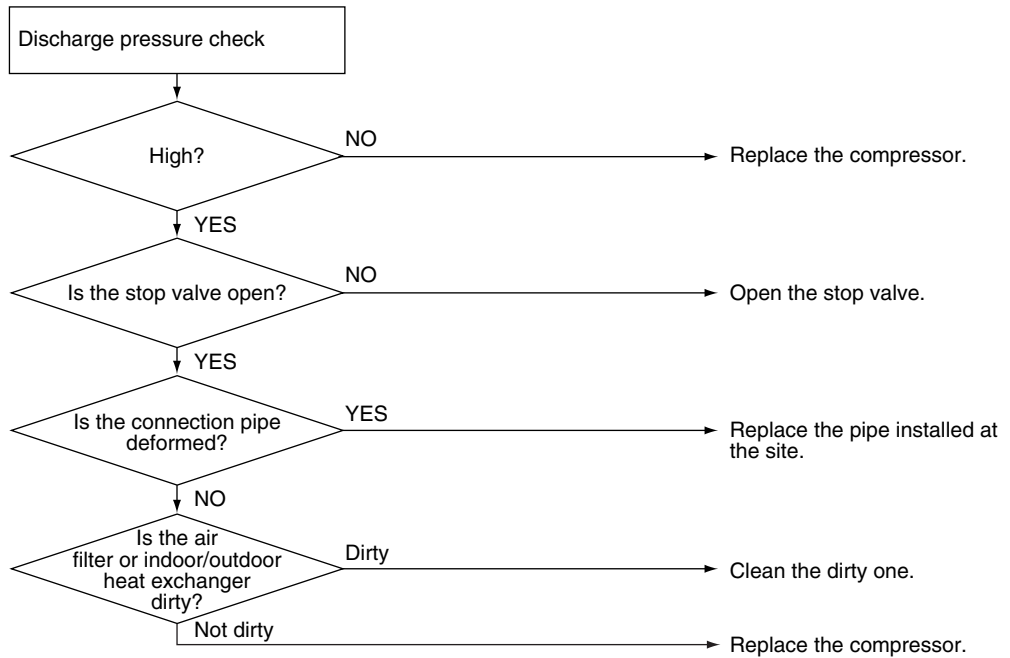 Discharge pressure check
High?
NO
Replace the compressor.
YES
Is the stop valve open?
NO
Open the stop valve.
YES
Is the connection pipe
deformed?
YES
Replace the pipe installed at
the site.
NO
Is the air
filter or indoor/outdoor
heat exchanger
dirty?
Dirty
Clean the dirty one.
Not dirty
Replace the compressor.